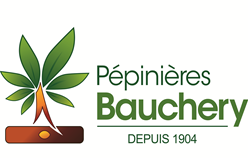 Pépinières
Bauchery
DEPUIS 1904